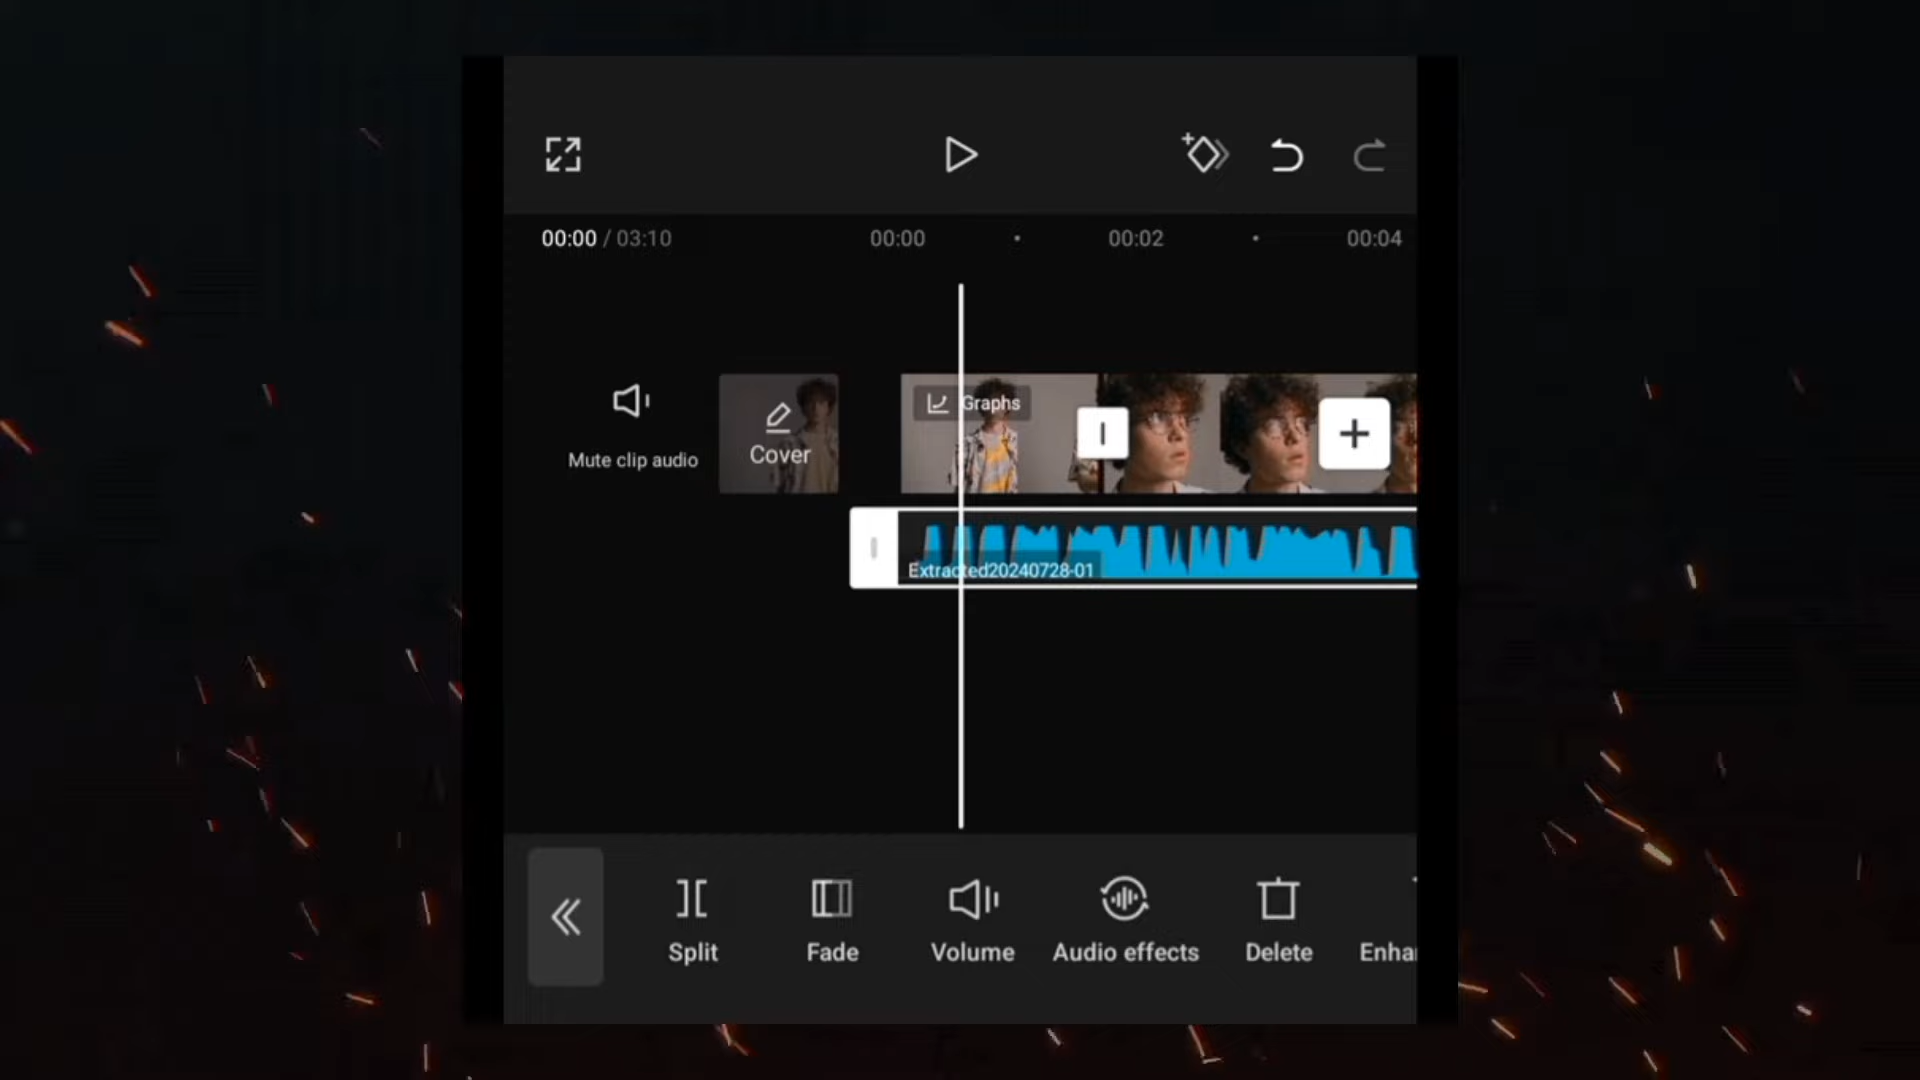 00:00 / 03:10
00:00
00:02
00:04
Graphs
Mute clip audio
Cover
Extracted20240728-01
Split
Fade
Volume
Audio effects
Delete
Enha